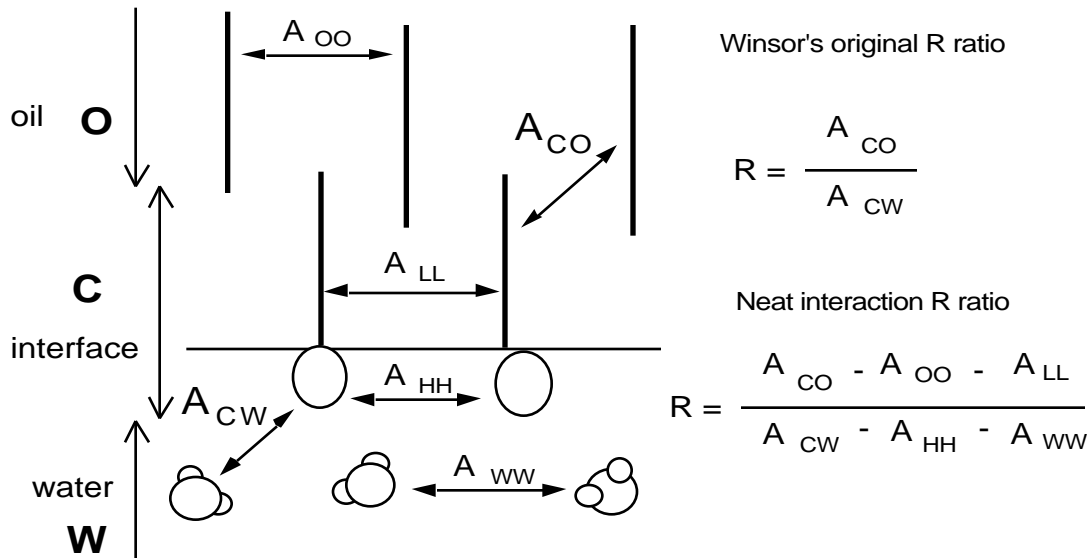 A OO
oil O
A CO
A LL
C
interface
A HH
A CW
A WW
water
W
Winsor's original R ratio
R = A CO
A CW
Neat interaction R ratio
A CO - A OO - A LL
R =
A CW - A HH - A WW